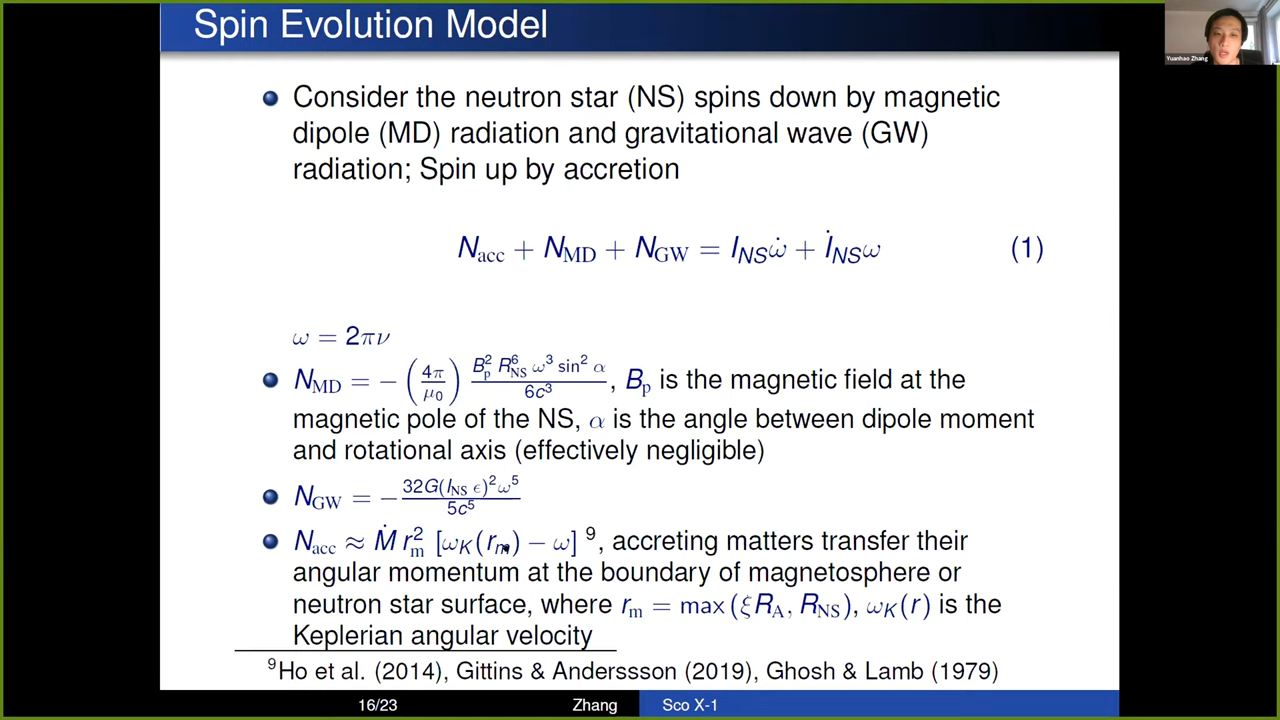 Spin Evolution Model
Yuanhao Zhang
Consider the neutron star (NS) spins down by magnetic
dipole (MD) radiation and gravitational wave (GW)
radiation; Spin up by accretion
N_acc + N_MD + N_GW = I_NS ω̇ + İ_NS ω (1)
ω = 2πν
N_MD = − (4π/μ₀) B_p² R_NS⁶ ω³ sin² α / 6c³, B_p is the magnetic field at the
magnetic pole of the NS, α is the angle between dipole moment
and rotational axis (effectively negligible)
N_GW = − 32G(I_NS ϵ)² ω⁵ / 5c⁵
N_acc ≈ Ṁ r_m² [ω_K(r_m) − ω] ⁹, accreting matters transfer their
angular momentum at the boundary of magnetosphere or
neutron star surface, where r_m = max (ξR_A, R_NS), ω_K(r) is the
Keplerian angular velocity
⁹Ho et al. (2014), Gittins & Anderssson (2019), Ghosh & Lamb (1979)
16/23 Zhang Sco X-1